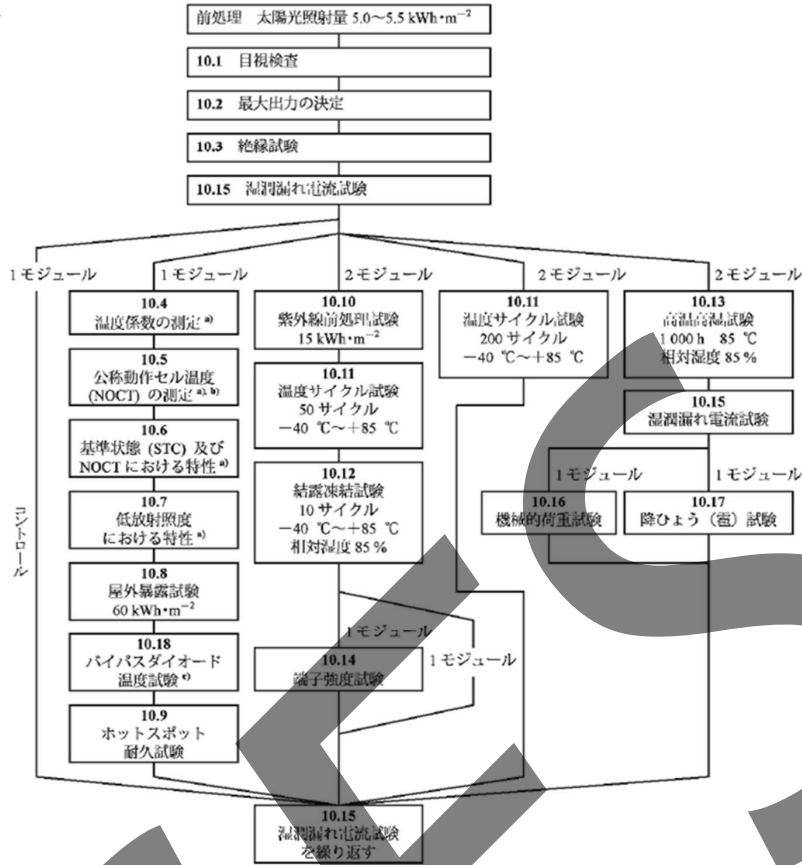 前処理 太陽光照射量 5.0～5.5 kWh・m⁻²
10.1 目視検査
10.2 最大出力の決定
10.3 絶縁試験
10.15 湿潤漏れ電流試験
1モジュール
1モジュール
2モジュール
2モジュール
2モジュール
コントロール
10.4
温度係数の測定 a)
10.5
公称動作セル温度
(NOCT) の測定 a), b)
10.6
基準状態 (STC) 及び
NOCT における特性 a)
10.7
低放射照度
における特性 a)
10.8
屋外暴露試験
60 kWh・m⁻²
10.18
バイパスダイオード
温度試験 c)
10.9
ホットスポット
耐久試験
10.10
紫外線前処理試験
15 kWh・m⁻²
10.11
温度サイクル試験
50 サイクル
−40 ℃～+85 ℃
10.12
結露凍結試験
10 サイクル
−40 ℃～+85 ℃
相対湿度 85 %
1モジュール
1モジュール
10.14
端子強度試験
10.11
温度サイクル試験
200 サイクル
−40 ℃～+85 ℃
10.13
高温高湿試験
1 000 h 85 ℃
相対湿度 85 %
10.15
湿潤漏れ電流試験
1モジュール
1モジュール
10.16
機械的荷重試験
10.17
降ひょう（雹）試験
10.15
湿潤漏れ電流試験
を繰り返す